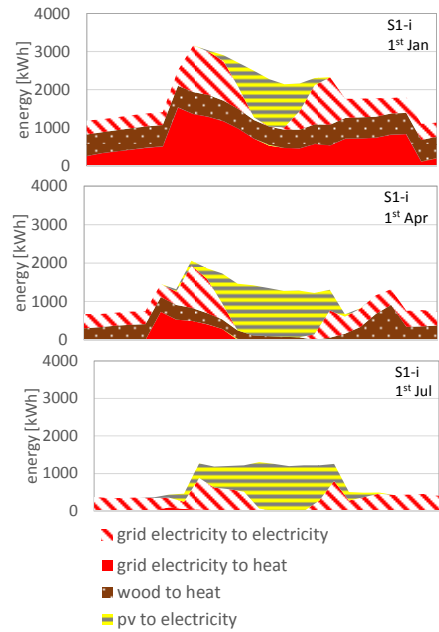 4000
3000
2000
1000
0
energy [kWh]
S1-i
1st Jan
4000
3000
2000
1000
0
energy [kWh]
S1-i
1st Apr
4000
3000
2000
1000
0
energy [kWh]
S1-i
1st Jul
grid electricity to electricity
grid electricity to heat
wood to heat
pv to electricity